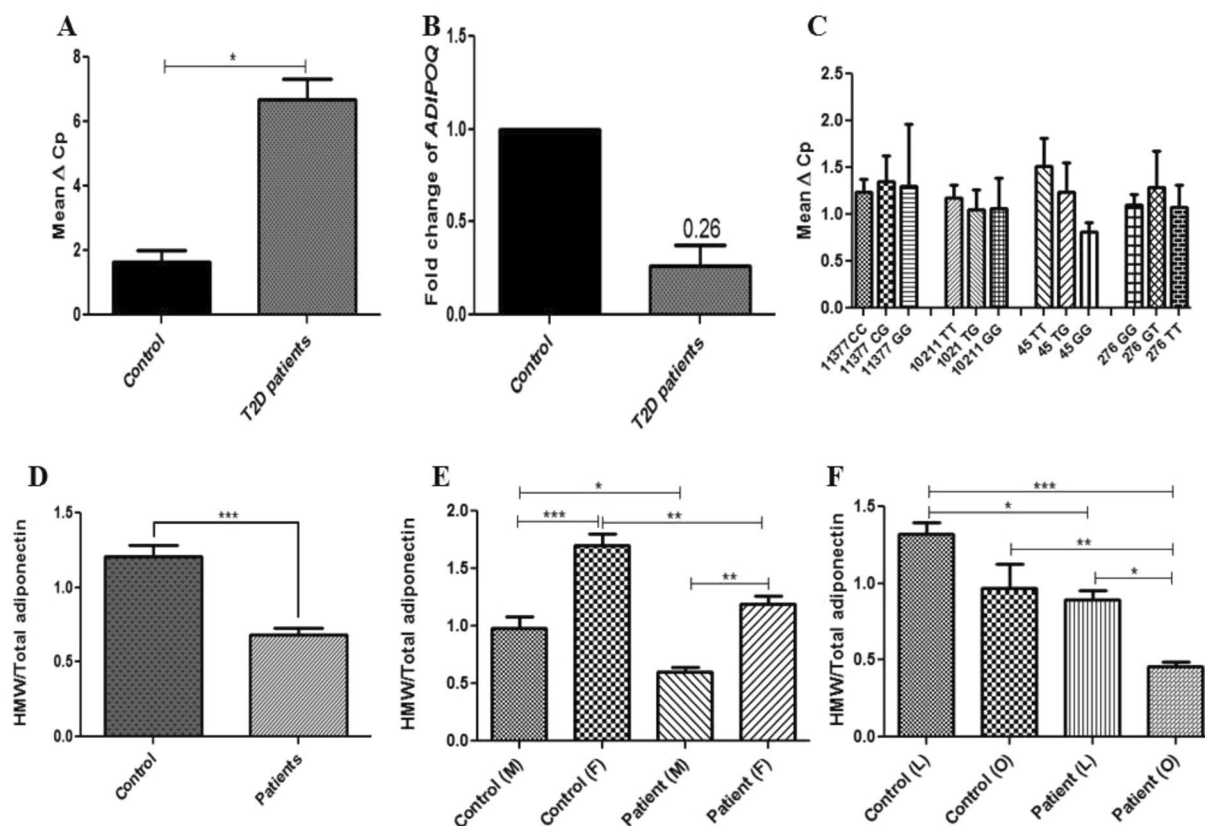 A
Mean Δ Cp
8
6
4
2
0
*
Control
T2D patients
B
Fold change of ADIPOQ
1.5
1.0
0.5
0.0
0.26
Control
T2D patients
C
Mean Δ Cp
2.5
2.0
1.5
1.0
0.5
0.0
11377CC
11377 CG
11377 GG
10211 TT
1021 TG
10211 GG
45 TT
45 TG
45 GG
276 GG
276 GT
276 TT
D
HMW/Total adiponectin
1.5
1.0
0.5
0.0
***
Control
Patients
E
HMW/Total adiponectin
2.0
1.5
1.0
0.5
0.0
*
***
**
**
Control (M)
Control (F)
Patient (M)
Patient (F)
F
HMW/Total adiponectin
1.5
1.0
0.5
0.0
***
*
**
*
Control (L)
Control (O)
Patient (L)
Patient (O)